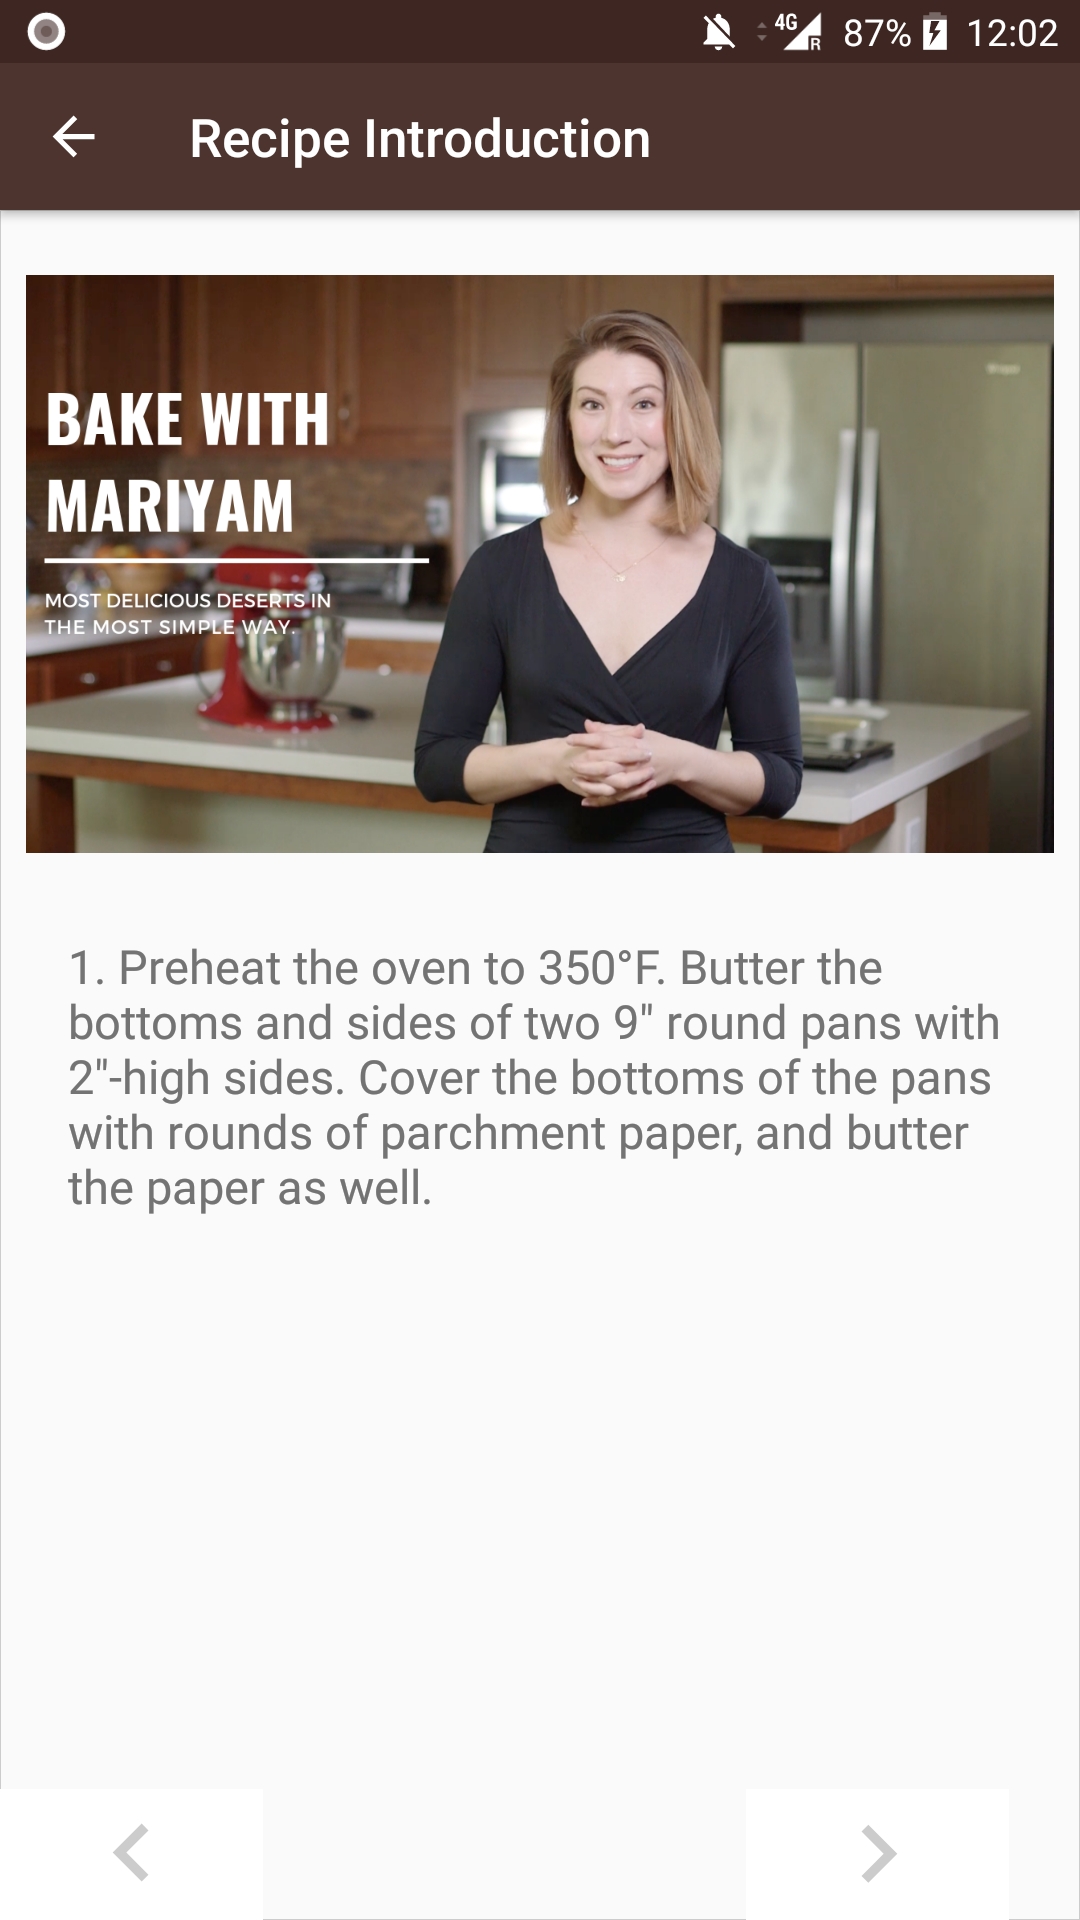 4G
R
87%
12:02
Recipe Introduction
BAKE WITH
MARIYAM
MOST DELICIOUS DESERTS IN
THE MOST SIMPLE WAY.
1. Preheat the oven to 350°F. Butter the
bottoms and sides of two 9" round pans with
2"-high sides. Cover the bottoms of the pans
with rounds of parchment paper, and butter
the paper as well.